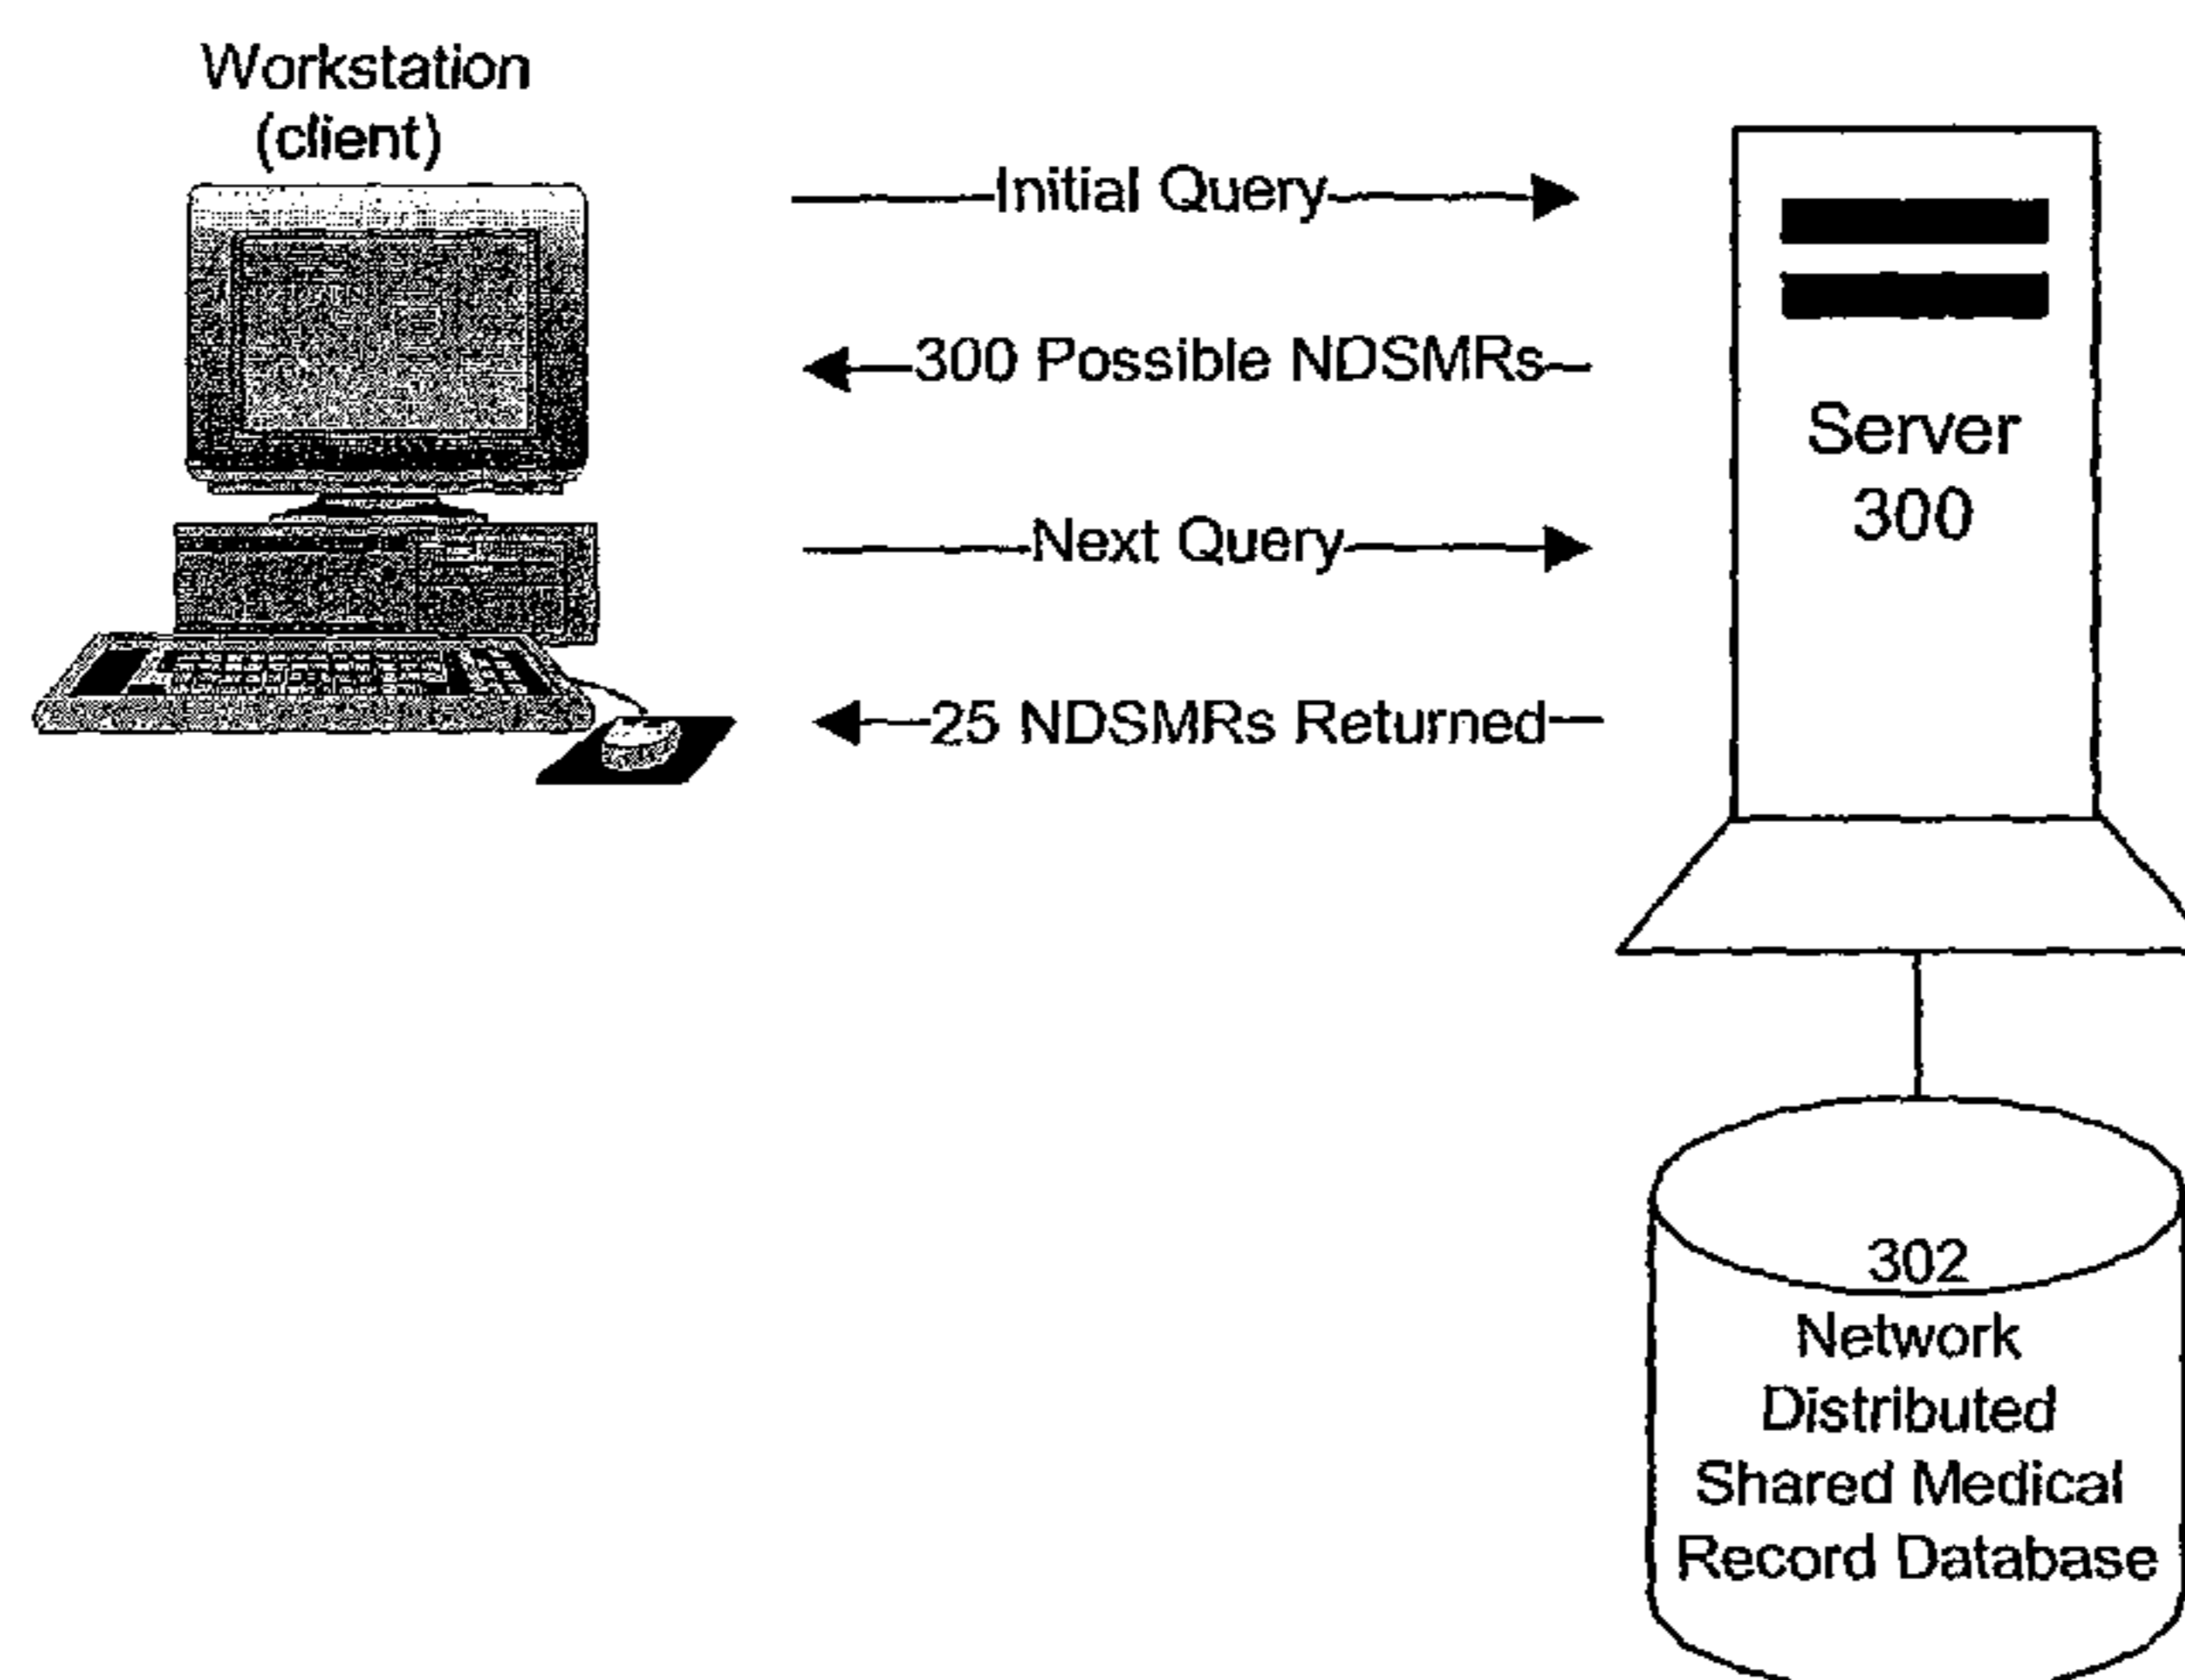 Workstation
(client)
Initial Query
300 Possible NDSMRs
Next Query
25 NDSMRs Returned
Server
300
302
Network
Distributed
Shared Medical
Record Database